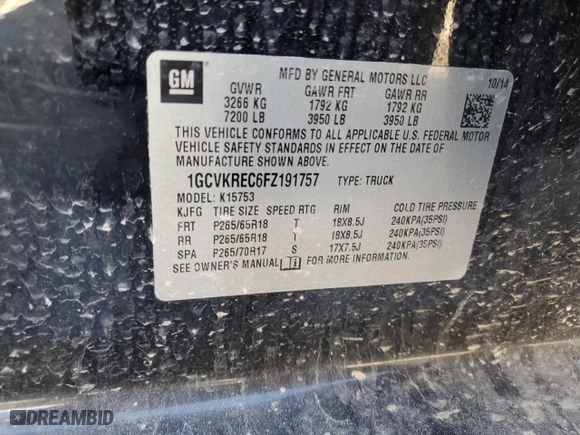 GM
MFD BY GENERAL MOTORS LLC
10/14
GVWR GAWR FRT GAWR RR
3266 KG 1792 KG 1792 KG
7200 LB 3950 LB 3950 LB
THIS VEHICLE CONFORMS TO ALL APPLICABLE U.S. FEDERAL MOTOR
VEHICLE SAFETY STANDARDS IN EFFECT ON THE DATE OF
MANUFACTURE SHOWN ABOVE.
1GCVKREC6FZ191757 TYPE: TRUCK
MODEL: K15753
KJFG TIRE SIZE SPEED RTG RIM COLD TIRE PRESSURE
FRT P265/65R18 T 18X8.5J 240KPA(35PSI)
RR P265/65R18 T 18X8.5J 240KPA(35PSI)
SPA P265/70R17 S 17X7.5J 240KPA(35PSI)
SEE OWNER'S MANUAL FOR MORE INFORMATION.
DREAMBID